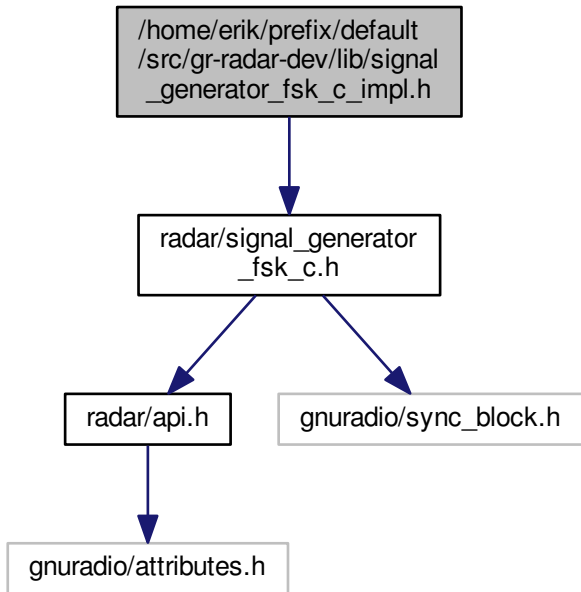 /home/erik/prefix/default
/src/gr-radar-dev/lib/signal
_generator_fsk_c_impl.h
radar/signal_generator
_fsk_c.h
radar/api.h
gnuradio/sync_block.h
gnuradio/attributes.h